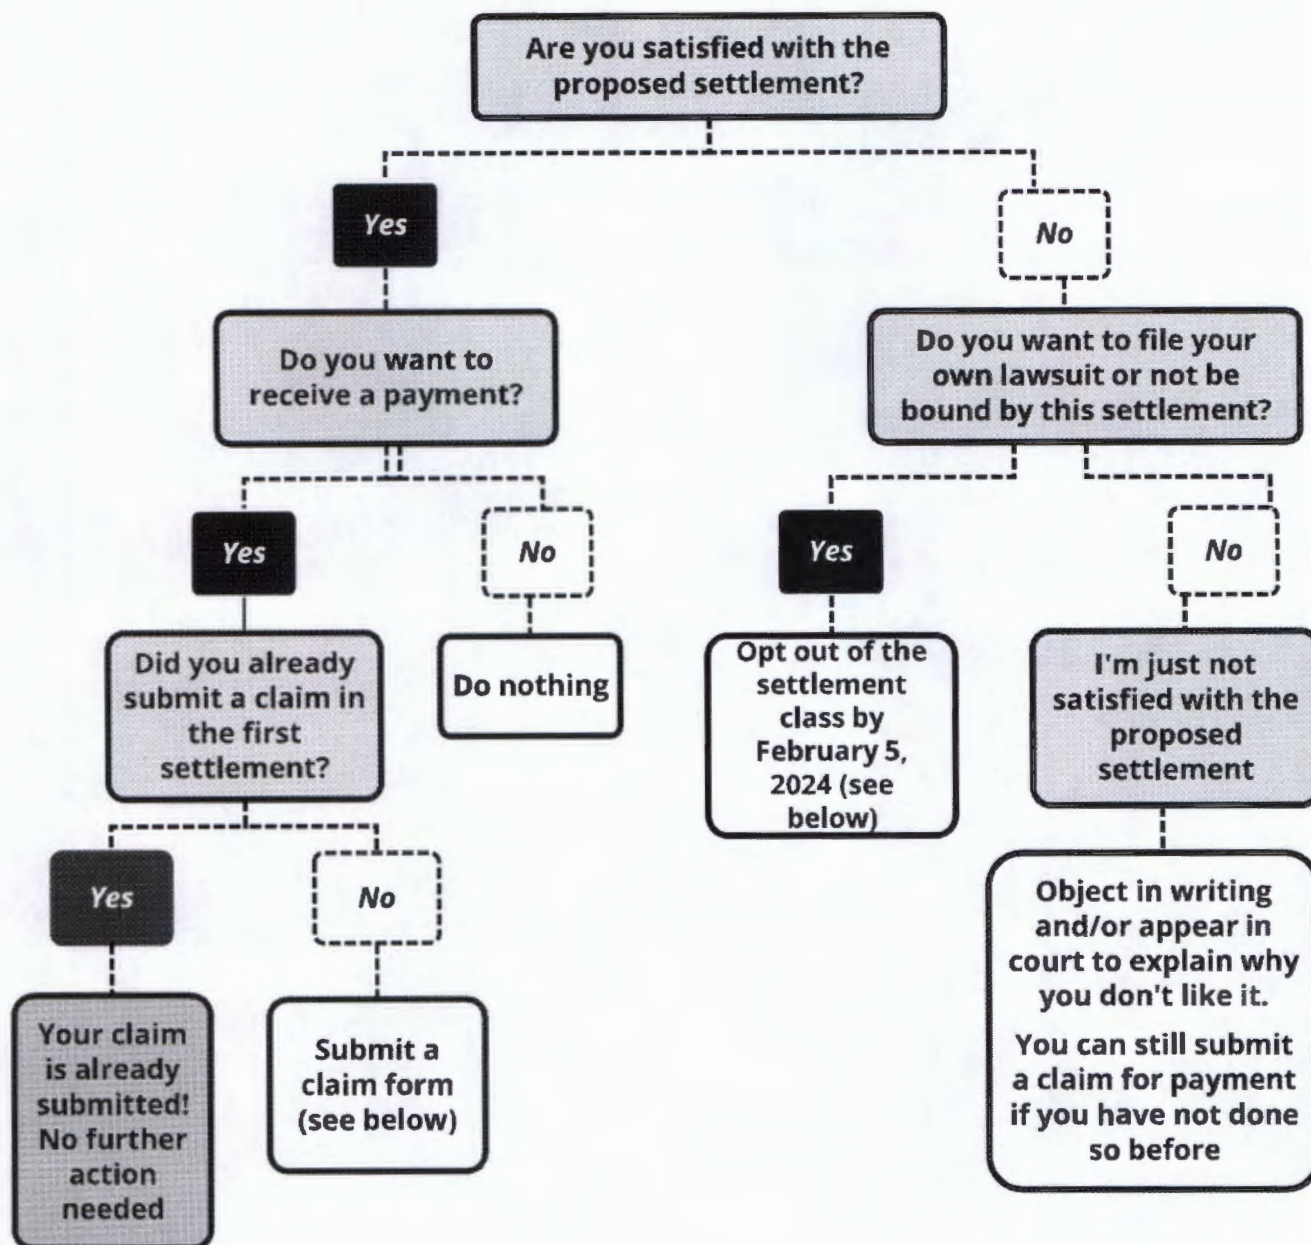 Are you satisfied with the
proposed settlement?
Yes
No
Do you want to
receive a payment?
Do you want to file your
own lawsuit or not be
bound by this settlement?
Yes
No
Yes
No
Did you already
submit a claim in
the first
settlement?
Do nothing
Opt out of the
settlement
class by
February 5,
2024 (see
below)
I'm just not
satisfied with the
proposed
settlement
Yes
No
Your claim
is already
submitted!
No further
action
needed
Submit a
claim form
(see below)
Object in writing
and/or appear in
court to explain why
you don't like it.
You can still submit
a claim for payment
if you have not done
so before